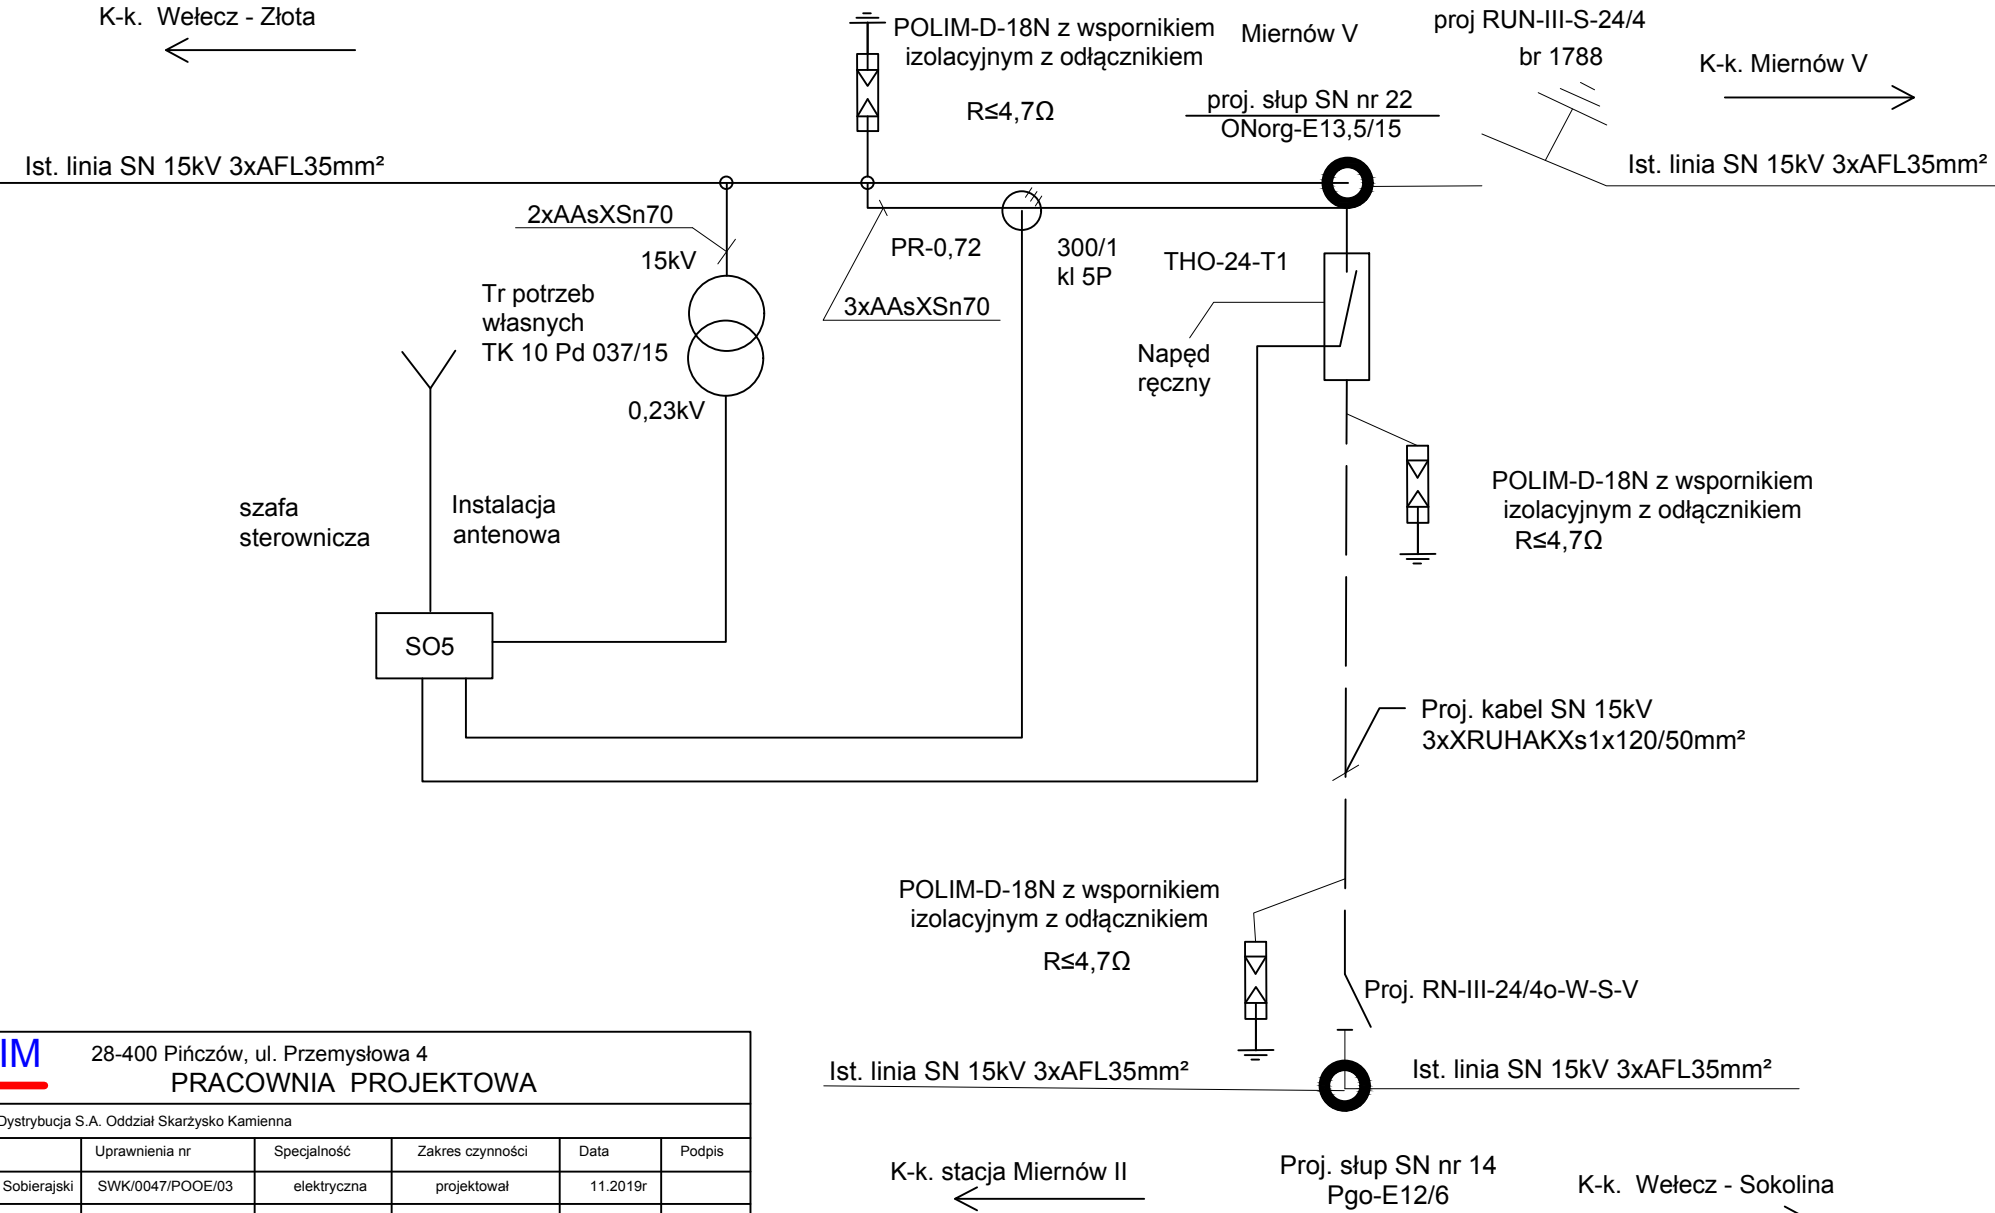 K-k. Wełecz - Złota
POLIM-D-18N z wspornikiem
izolacyjnym z odłącznikiem
R≤4,7Ω
Miernów V
proj RUN-III-S-24/4
br 1788
K-k. Miernów V
proj. słup SN nr 22
ONorg-E13,5/15
Ist. linia SN 15kV 3xAFL35mm²
Ist. linia SN 15kV 3xAFL35mm²
2xAAsXSn70
15kV
PR-0,72
300/1
kl 5P
THO-24-T1
Tr potrzeb
własnych
TK 10 Pd 037/15
3xAAsXSn70
Napęd
ręczny
0,23kV
szafa
sterownicza
Instalacja
antenowa
POLIM-D-18N z wspornikiem
izolacyjnym z odłącznikiem
R≤4,7Ω
SO5
Proj. kabel SN 15kV
3xXRUHAKXs1x120/50mm²
POLIM-D-18N z wspornikiem
izolacyjnym z odłącznikiem
R≤4,7Ω
Proj. RN-III-24/4o-W-S-V
Ist. linia SN 15kV 3xAFL35mm²
Ist. linia SN 15kV 3xAFL35mm²
K-k. stacja Miernów II
Proj. słup SN nr 14
Pgo-E12/6
K-k. Wełecz - Sokolina
IM
28-400 Pińczów, ul. Przemysłowa 4
PRACOWNIA PROJEKTOWA
Dystrybucja S.A. Oddział Skarżysko Kamienna
Uprawnienia nr
Specjalność
Zakres czynności
Data
Podpis
Sobierajski
SWK/0047/POOE/03
elektryczna
projektował
11.2019r